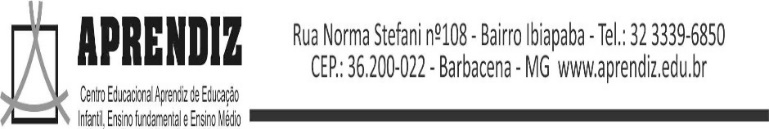 APRENDIZ
Centro Educacional Aprendiz de Educação
Infantil, Ensino fundamental e Ensino Médio
Rua Norma Stefani nº108 - Bairro Ibiapaba - Tel.: 32 3339-6850
CEP.: 36.200-022 - Barbacena - MG www.aprendiz.edu.br